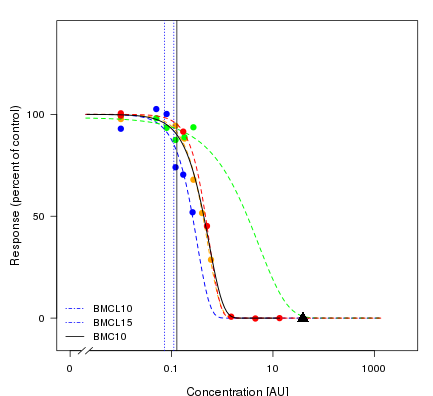 Response (percent of control)
100
50
0
BMCL10
BMCL15
BMC10
0
0.1
10
1000
Concentration [AU]